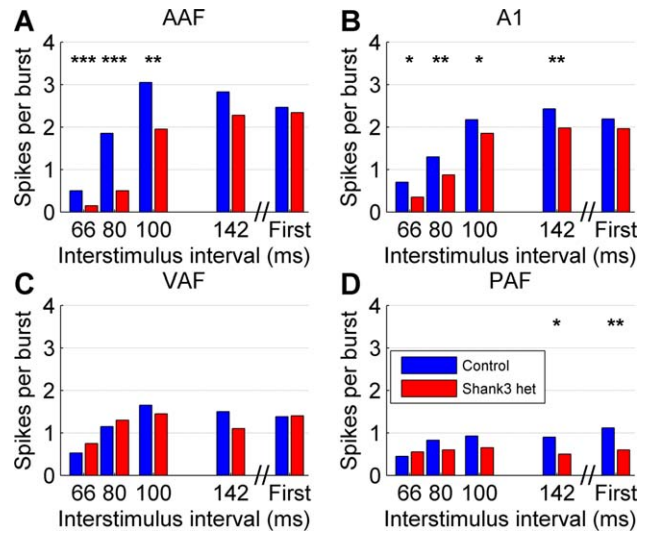 A AAF
*** *** **
4
3
2
1
0
Spikes per burst
66 80 100 142 // First
Interstimulus interval (ms)
B A1
* ** * **
4
3
2
1
0
Spikes per burst
66 80 100 142 // First
Interstimulus interval (ms)
C VAF
4
3
2
1
0
Spikes per burst
66 80 100 142 // First
Interstimulus interval (ms)
D PAF
* **
4
3
2
1
0
Spikes per burst
Control
Shank3 het
66 80 100 142 // First
Interstimulus interval (ms)